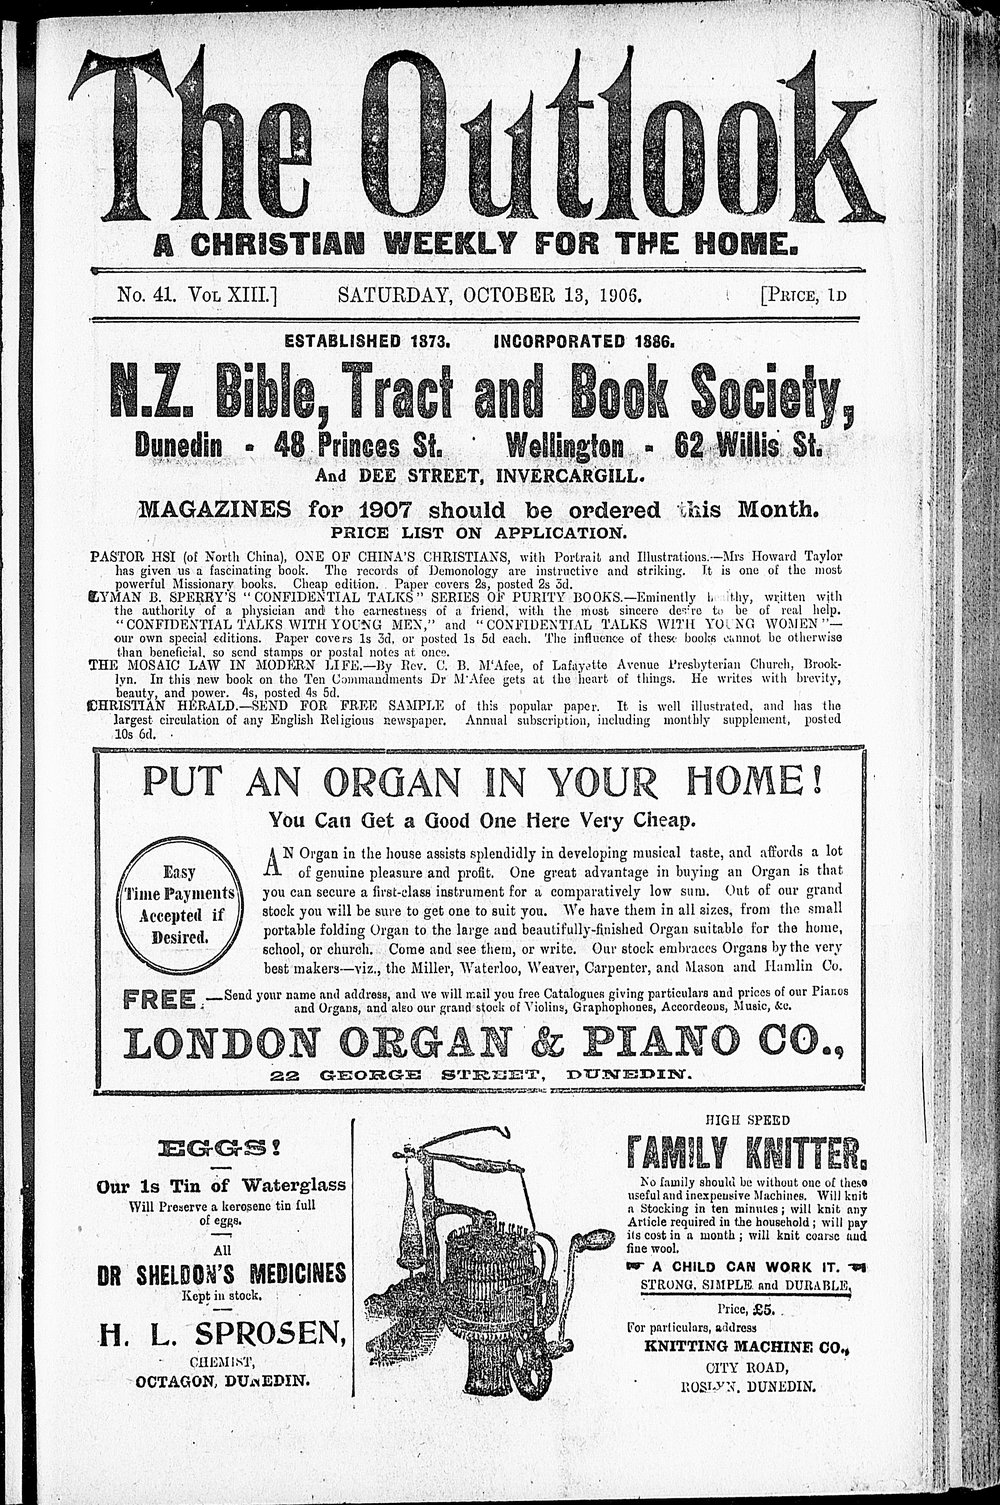 The Outlook
A CHRISTIAN WEEKLY FOR THE HOME.
No. 41. VOL XIII.] SATURDAY, OCTOBER 13, 1906. [PRICE, 1D
ESTABLISHED 1873. INCORPORATED 1886.
N.Z. Bible, Tract and Book Society,
Dunedin - 48 Princes St. Wellington - 62 Willis St.
And DEE STREET, INVERCARGILL.
MAGAZINES for 1907 should be ordered this Month.
PRICE LIST ON APPLICATION.
PASTOR HSI (of North China), ONE OF CHINA'S CHRISTIANS, with Portrait and Illustrations.—Mrs Howard Taylor
has given us a fascinating book. The records of Demonology are instructive and striking. It is one of the most
powerful Missionary books. Cheap edition. Paper covers 2s, posted 2s 3d.
LYMAN B. SPERRY'S "CONFIDENTIAL TALKS" SERIES OF PURITY BOOKS.—Eminently healthy, written with
the authority of a physician and the earnestness of a friend, with the most sincere desire to be of real help.
"CONFIDENTIAL TALKS WITH YOUNG MEN," and "CONFIDENTIAL TALKS WITH YOUNG WOMEN"—
our own special editions. Paper covers 1s 3d, or posted 1s 5d each. The influence of these books cannot be otherwise
than beneficial, so send stamps or postal notes at once.
THE MOSAIC LAW IN MODERN LIFE.—By Rev. C. B. M'Afee, of Lafayette Avenue Presbyterian Church, Brook-
lyn. In this new book on the Ten Commandments Dr M'Afee gets at the heart of things. He writes with brevity,
beauty, and power. 4s, posted 4s 5d.
CHRISTIAN HERALD.—SEND FOR FREE SAMPLE of this popular paper. It is well illustrated, and has the
largest circulation of any English Religious newspaper. Annual subscription, including monthly supplement, posted
10s 6d.
PUT AN ORGAN IN YOUR HOME!
You Can Get a Good One Here Very Cheap.
Easy
Time Payments
Accepted if
Desired.
AN Organ in the house assists splendidly in developing musical taste, and affords a lot
of genuine pleasure and profit. One great advantage in buying an Organ is that
you can secure a first-class instrument for a comparatively low sum. Out of our grand
stock you will be sure to get one to suit you. We have them in all sizes, from the small
portable folding Organ to the large and beautifully-finished Organ suitable for the home,
school, or church. Come and see them, or write. Our stock embraces Organs by the very
best makers—viz., the Miller, Waterloo, Weaver, Carpenter, and Mason and Hamlin Co.
FREE.—Send your name and address, and we will mail you free Catalogues giving particulars and prices of our Pianos
and Organs, and also our grand stock of Violins, Graphophones, Accordeons, Music, &c.
LONDON ORGAN & PIANO CO.,
22 GEORGE STREET, DUNEDIN.
EGGS!
Our 1s Tin of Waterglass
Will Preserve a kerosene tin full
of eggs.
All
DR SHELDON'S MEDICINES
Kept in stock.
H. L. SPROSEN,
CHEMIST,
OCTAGON, DUNEDIN.
HIGH SPEED
FAMILY KNITTER.
No family should be without one of these
useful and inexpensive Machines. Will knit
a Stocking in ten minutes; will knit any
Article required in the household; will pay
its cost in a month; will knit coarse and
fine wool.
A CHILD CAN WORK IT.
STRONG, SIMPLE and DURABLE,
Price, £5.
For particulars, address
KNITTING MACHINE CO.,
CITY ROAD,
ROSLYN, DUNEDIN.